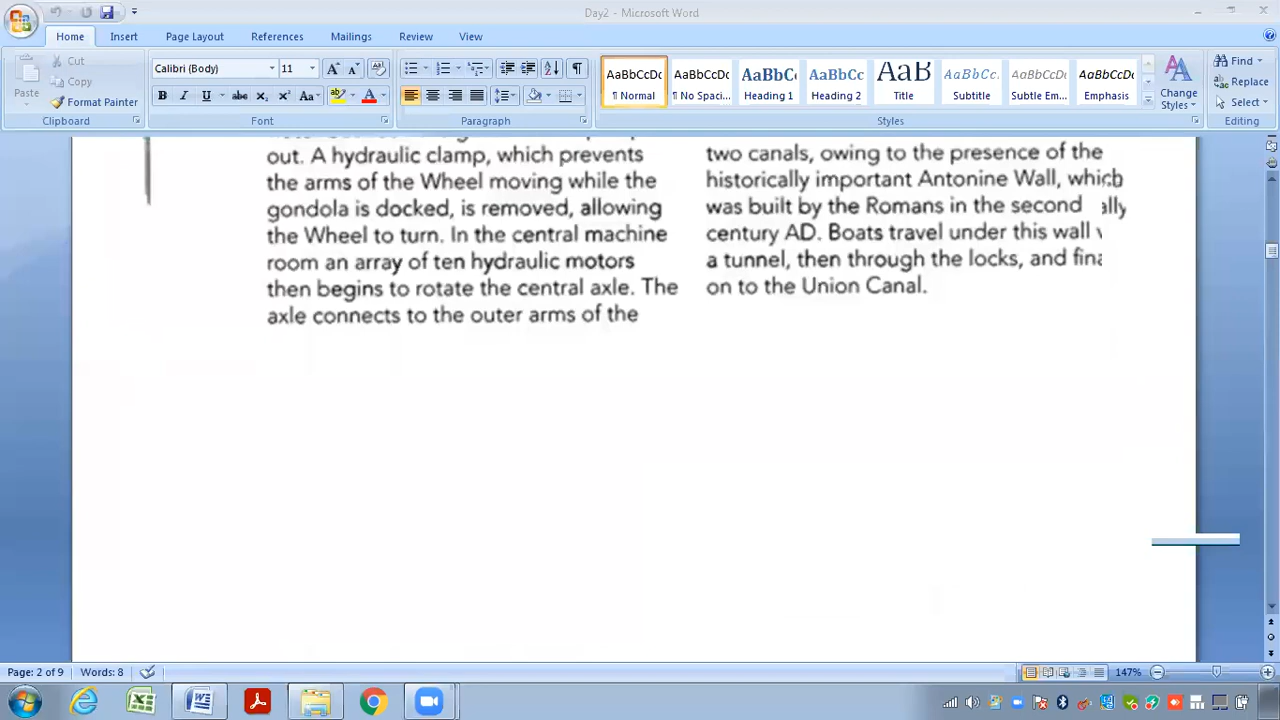 Day2 - Microsoft Word
Home Insert Page Layout References Mailings Review View
Paste
Cut
Copy
Format Painter
Clipboard
Calibri (Body) 11
Font
Paragraph
AaBbCcDc AaBbCcDc AaBbC AaBbCc AaB AaBbCc. AaBbCcDc AaBbCcDc
¶ Normal ¶ No Spaci... Heading 1 Heading 2 Title Subtitle Subtle Em... Emphasis
Change Styles
Styles
Find
Replace
Select
Editing
out. A hydraulic clamp, which prevents
the arms of the Wheel moving while the
gondola is docked, is removed, allowing
the Wheel to turn. In the central machine
room an array of ten hydraulic motors
then begins to rotate the central axle. The
axle connects to the outer arms of the
two canals, owing to the presence of the
historically important Antonine Wall, which
was built by the Romans in the second ally
century AD. Boats travel under this wall v
a tunnel, then through the locks, and fina
on to the Union Canal.
Page: 2 of 9 Words: 8 147%